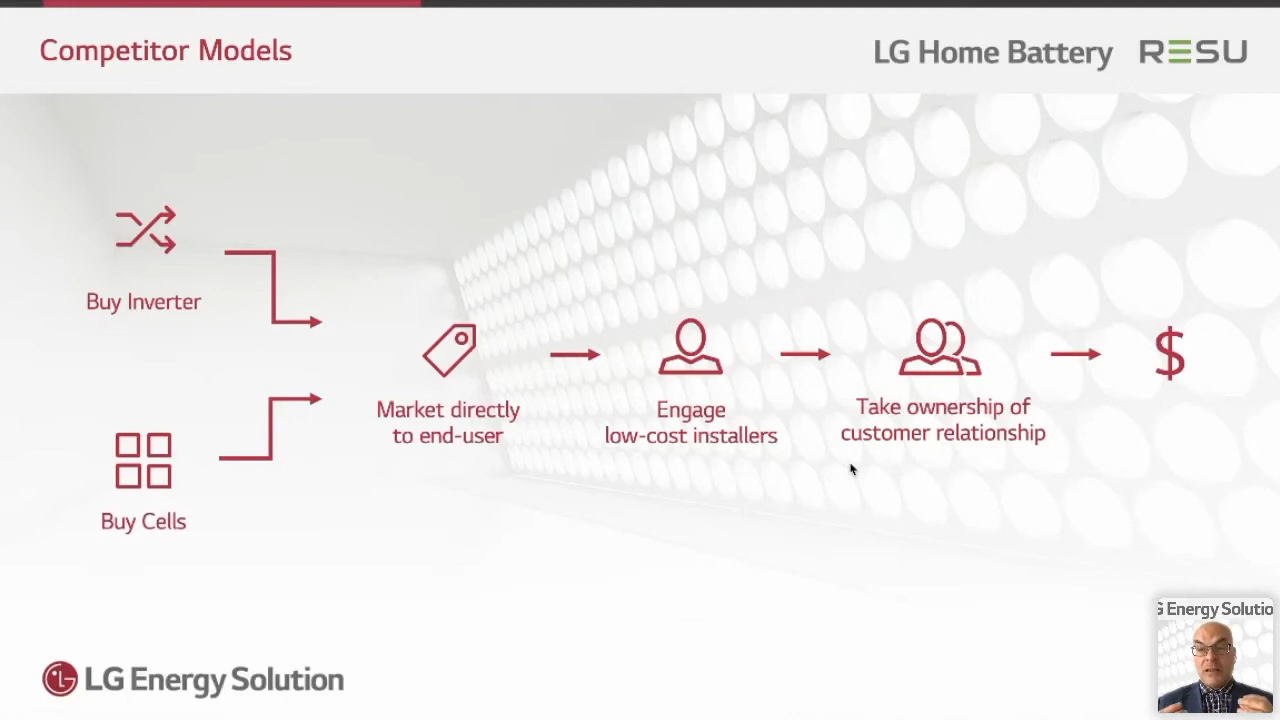 Competitor Models
LG Home Battery RESU
Buy Inverter
Buy Cells
Market directly
to end-user
Engage
low-cost installers
Take ownership of
customer relationship
$
LG Energy Solution
G Energy Solutio